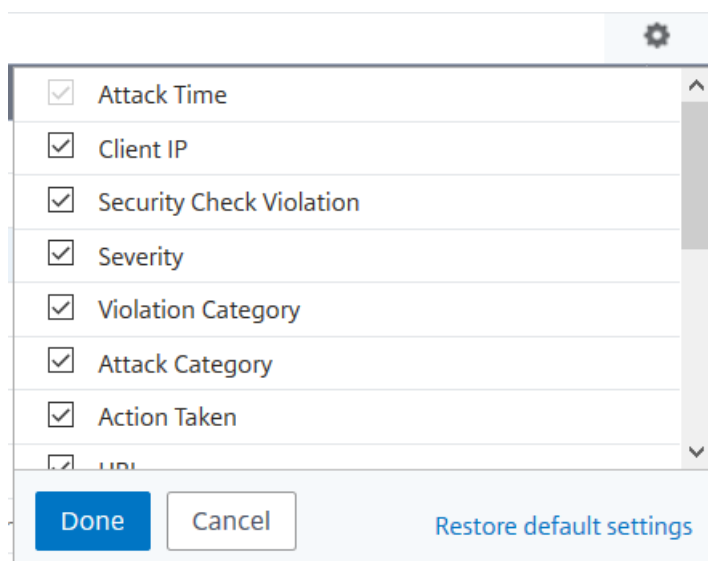 Attack Time
Client IP
Security Check Violation
Severity
Violation Category
Attack Category
Action Taken
Done
Cancel
Restore default settings